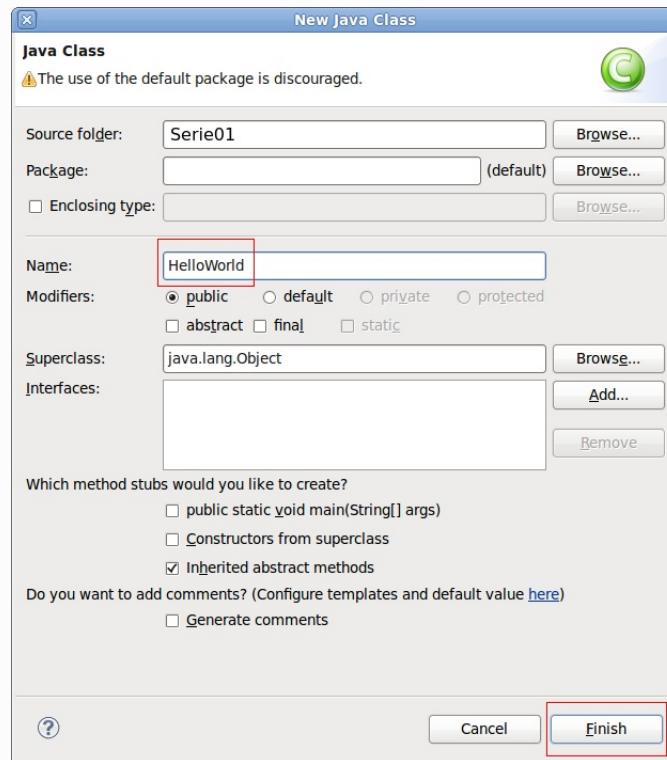 New Java Class
Java Class
The use of the default package is discouraged.
Source folder: Serie01 Browse...
Package: (default) Browse...
Enclosing type: Browse...
Name: HelloWorld
Modifiers: public default private protected
abstract final static
Superclass: java.lang.Object Browse...
Interfaces: Add...
Remove
Which method stubs would you like to create?
public static void main(String[] args)
Constructors from superclass
Inherited abstract methods
Do you want to add comments? (Configure templates and default value here)
Generate comments
Cancel Finish